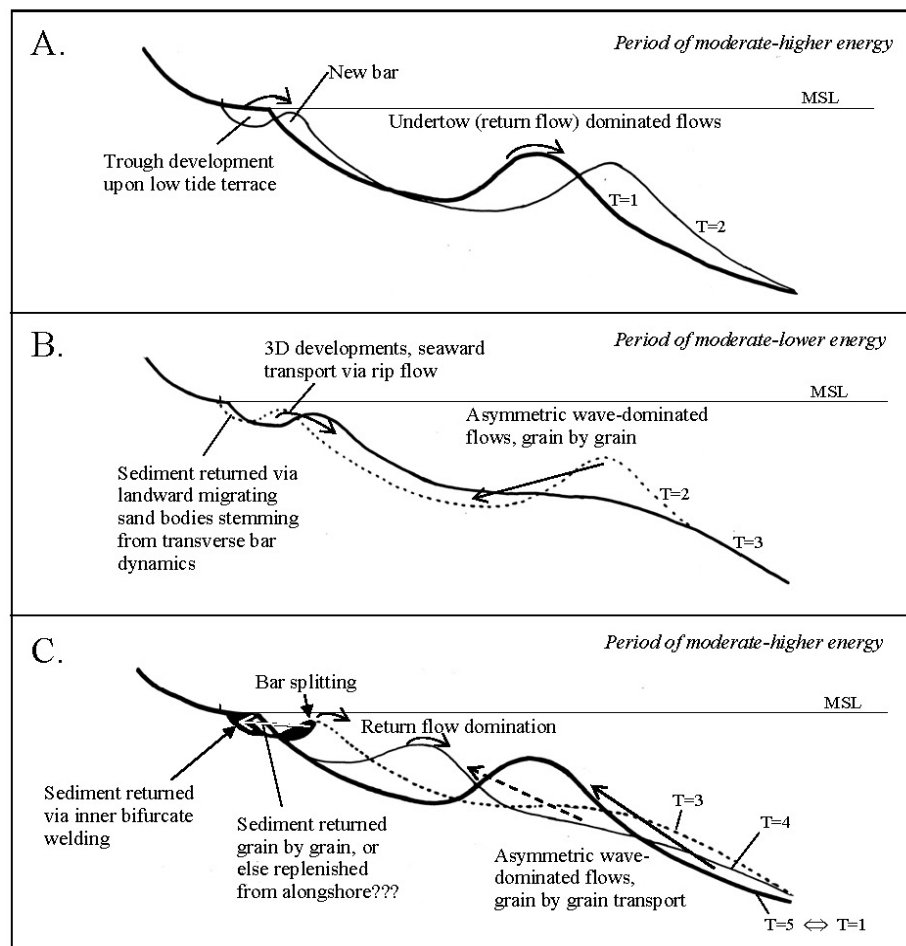 A.
Period of moderate-higher energy
New bar
MSL
Undertow (return flow) dominated flows
Trough development
upon low tide terrace
T=1
T=2
B.
Period of moderate-lower energy
3D developments, seaward
transport via rip flow
MSL
Asymmetric wave-dominated
flows, grain by grain
Sediment returned via
landward migrating
sand bodies stemming
from transverse bar
dynamics
T=2
T=3
C.
Period of moderate-higher energy
Bar splitting
MSL
Return flow domination
Sediment returned
via inner bifurcate
welding
Sediment returned
grain by grain, or
else replenished
from alongshore???
Asymmetric wave-
dominated flows,
grain by grain transport
T=3
T=4
T=5 ⇔ T=1